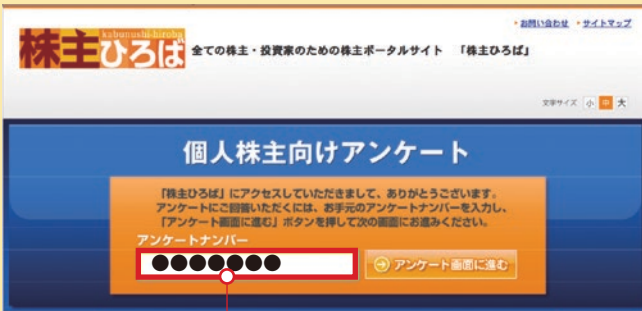 ・お問い合わせ ・サイトマップ
kabunushi-hiroba
株主ひろば
全ての株主・投資家のための株主ポータルサイト 「株主ひろば」
文字サイズ 小 中 大
個人株主向けアンケート
「株主ひろば」にアクセスしていただきまして、ありがとうございます。
アンケートにご回答いただくには、お手元のアンケートナンバーを入力し、
「アンケート画面に進む」ボタンを押して次の画面にお進みください。
アンケートナンバー
●●●●●●●
アンケート画面に進む